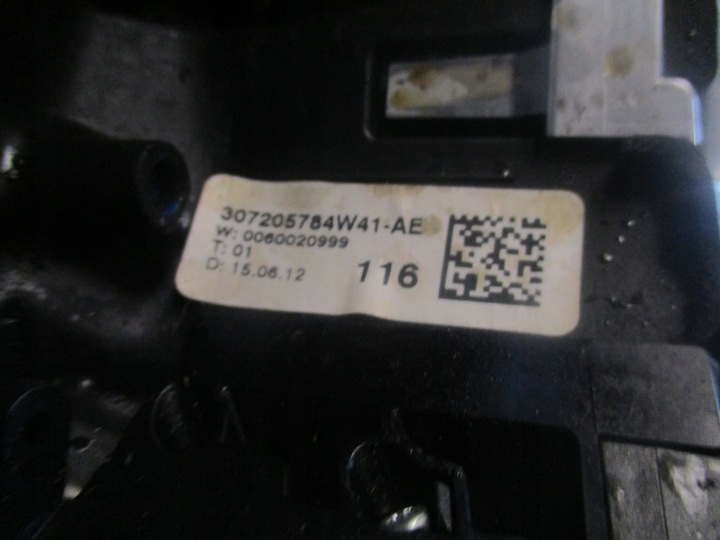 307205784W41-AE
W: 0060020999
T: 01
D: 15.06.12
116